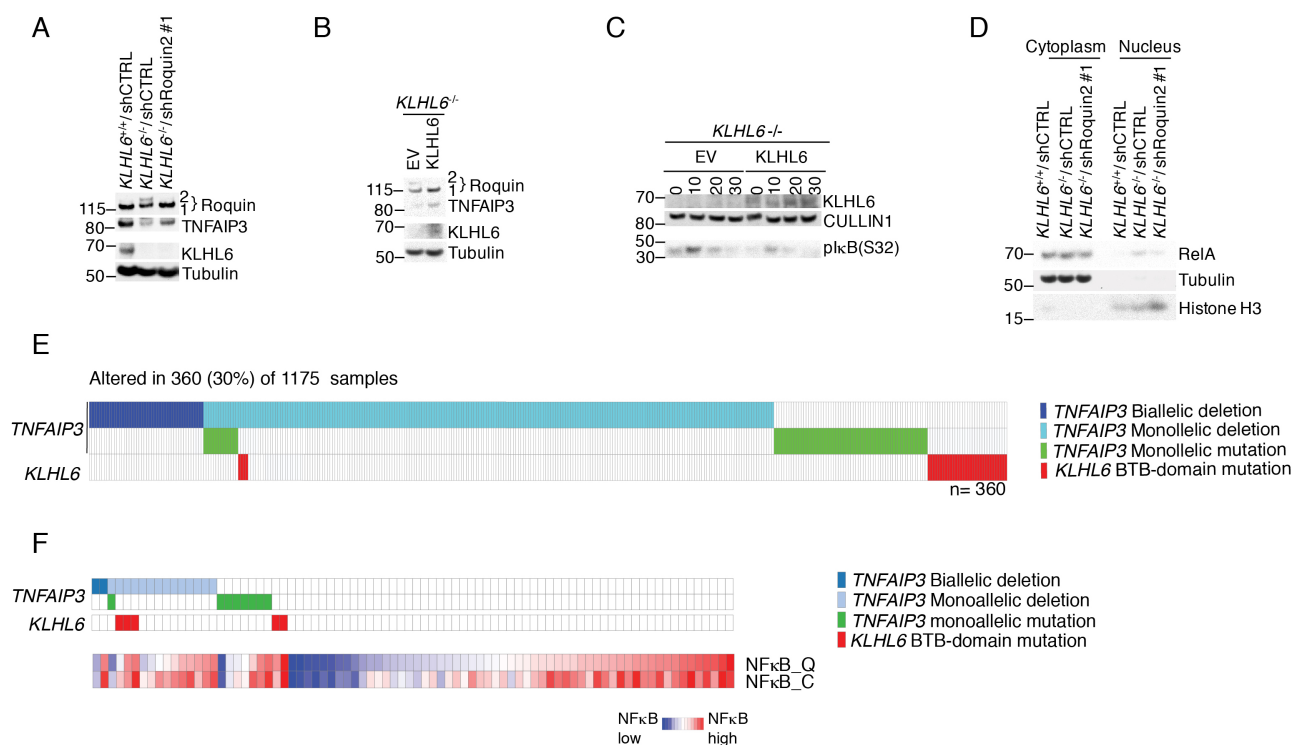 A
KLHL6+/+/shCTRL
KLHL6-/-/shCTRL
KLHL6-/-/shRoquin2 #1
2
1} Roquin
115
80
TNFAIP3
70
KLHL6
50
Tubulin
B
KLHL6-/-
EV
KLHL6
2
1} Roquin
115
TNFAIP3
80
KLHL6
50
Tubulin
C
KLHL6-/-
EV KLHL6
0 10 20 30 0 10 20 30
70
KLHL6
80
CULLIN1
50
30
pIκB(S32)
D
Cytoplasm Nucleus
KLHL6+/+/shCTRL
KLHL6-/-/shCTRL
KLHL6-/-/shRoquin2 #1
KLHL6+/+/shCTRL
KLHL6-/-/shCTRL
KLHL6-/-/shRoquin2 #1
70
RelA
50
Tubulin
15
Histone H3
E
Altered in 360 (30%) of 1175 samples
TNFAIP3
KLHL6
n= 360
TNFAIP3 Biallelic deletion
TNFAIP3 Monollelic deletion
TNFAIP3 Monollelic mutation
KLHL6 BTB-domain mutation
F
TNFAIP3
KLHL6
TNFAIP3 Biallelic deletion
TNFAIP3 Monoallelic deletion
TNFAIP3 monoallelic mutation
KLHL6 BTB-domain mutation
NFκB_Q
NFκB_C
NFκB low
NFκB high